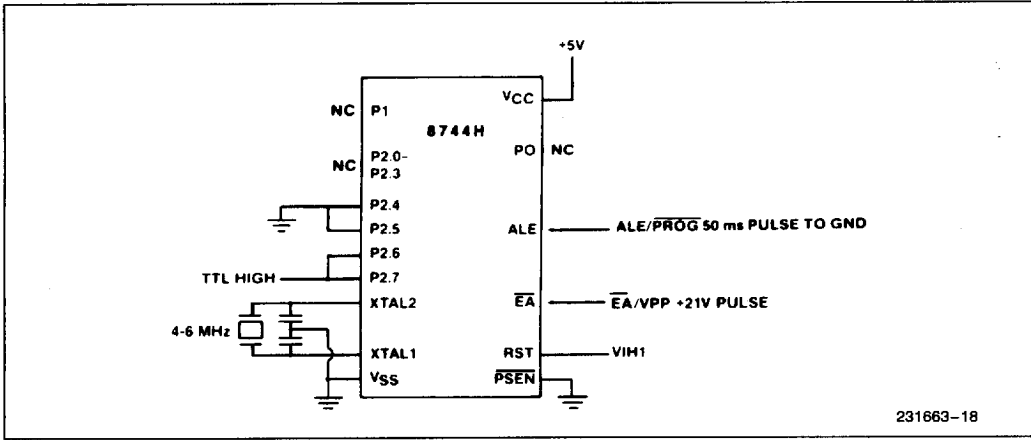 +5V
VCC
NC P1
8744H
PO NC
NC P2.0-
P2.3
P2.4
P2.5
ALE
ALE/PROG 50 ms PULSE TO GND
P2.6
TTL HIGH
P2.7
XTAL2
EA
EA/VPP +21V PULSE
4-6 MHz
XTAL1
RST
VIH1
VSS
PSEN
231663-18